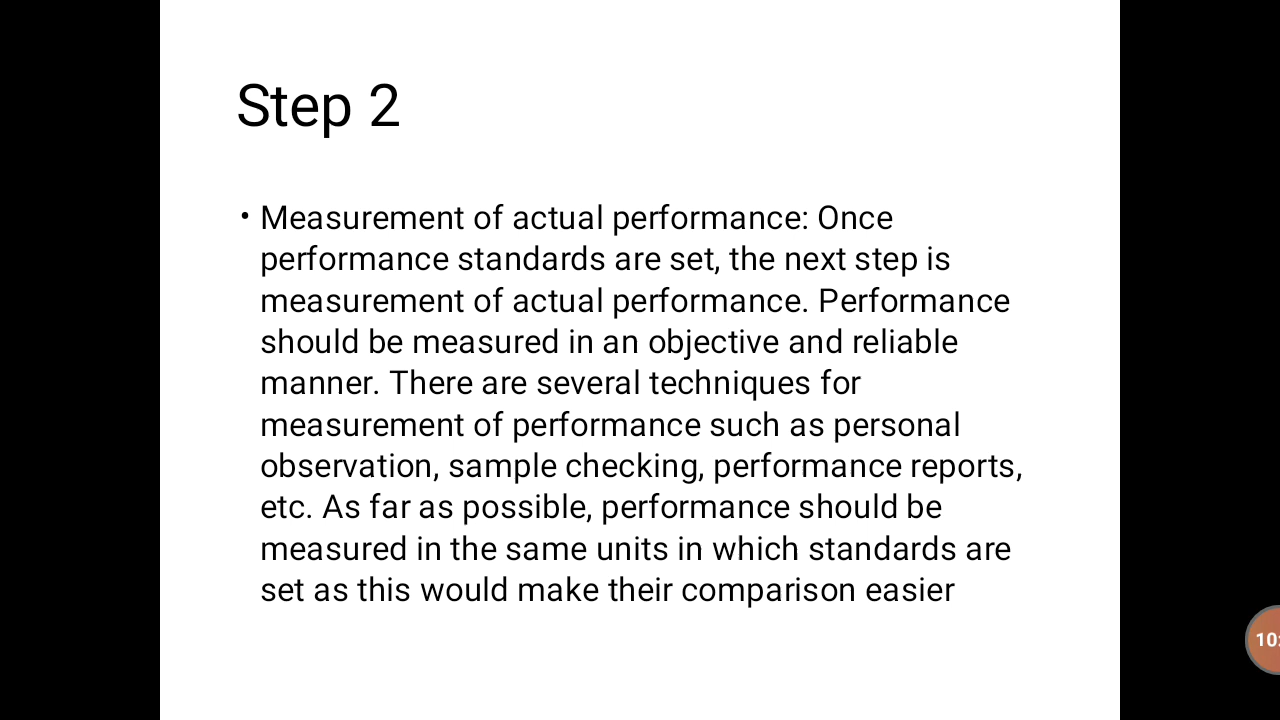 Step 2
• Measurement of actual performance: Once
performance standards are set, the next step is
measurement of actual performance. Performance
should be measured in an objective and reliable
manner. There are several techniques for
measurement of performance such as personal
observation, sample checking, performance reports,
etc. As far as possible, performance should be
measured in the same units in which standards are
set as this would make their comparison easier
10: